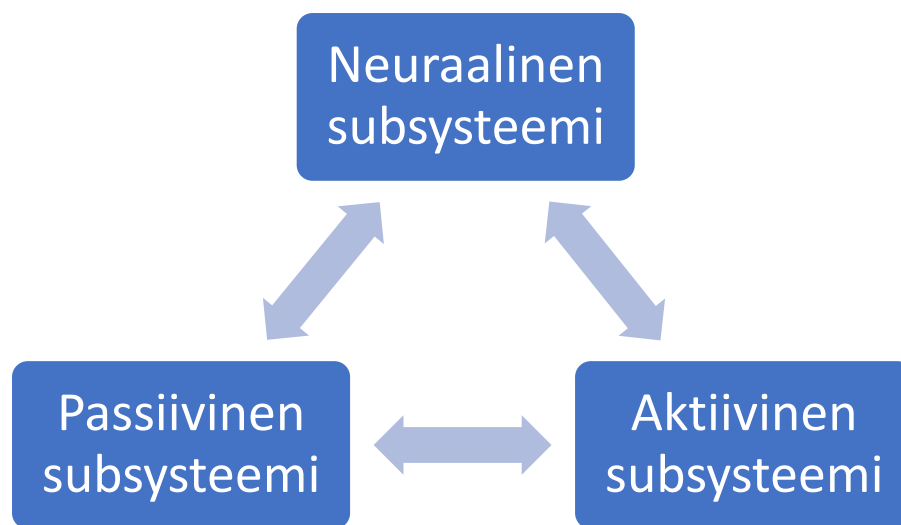 Neuraalinen
subsysteemi
Passiivinen
subsysteemi
Aktiivinen
subsysteemi